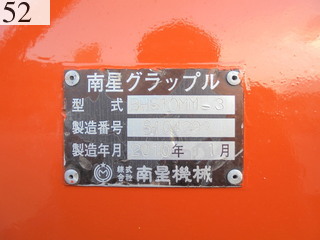 52
南星グラップル
型式
製造番号
製造年月 年 月
株式会社 南星機械